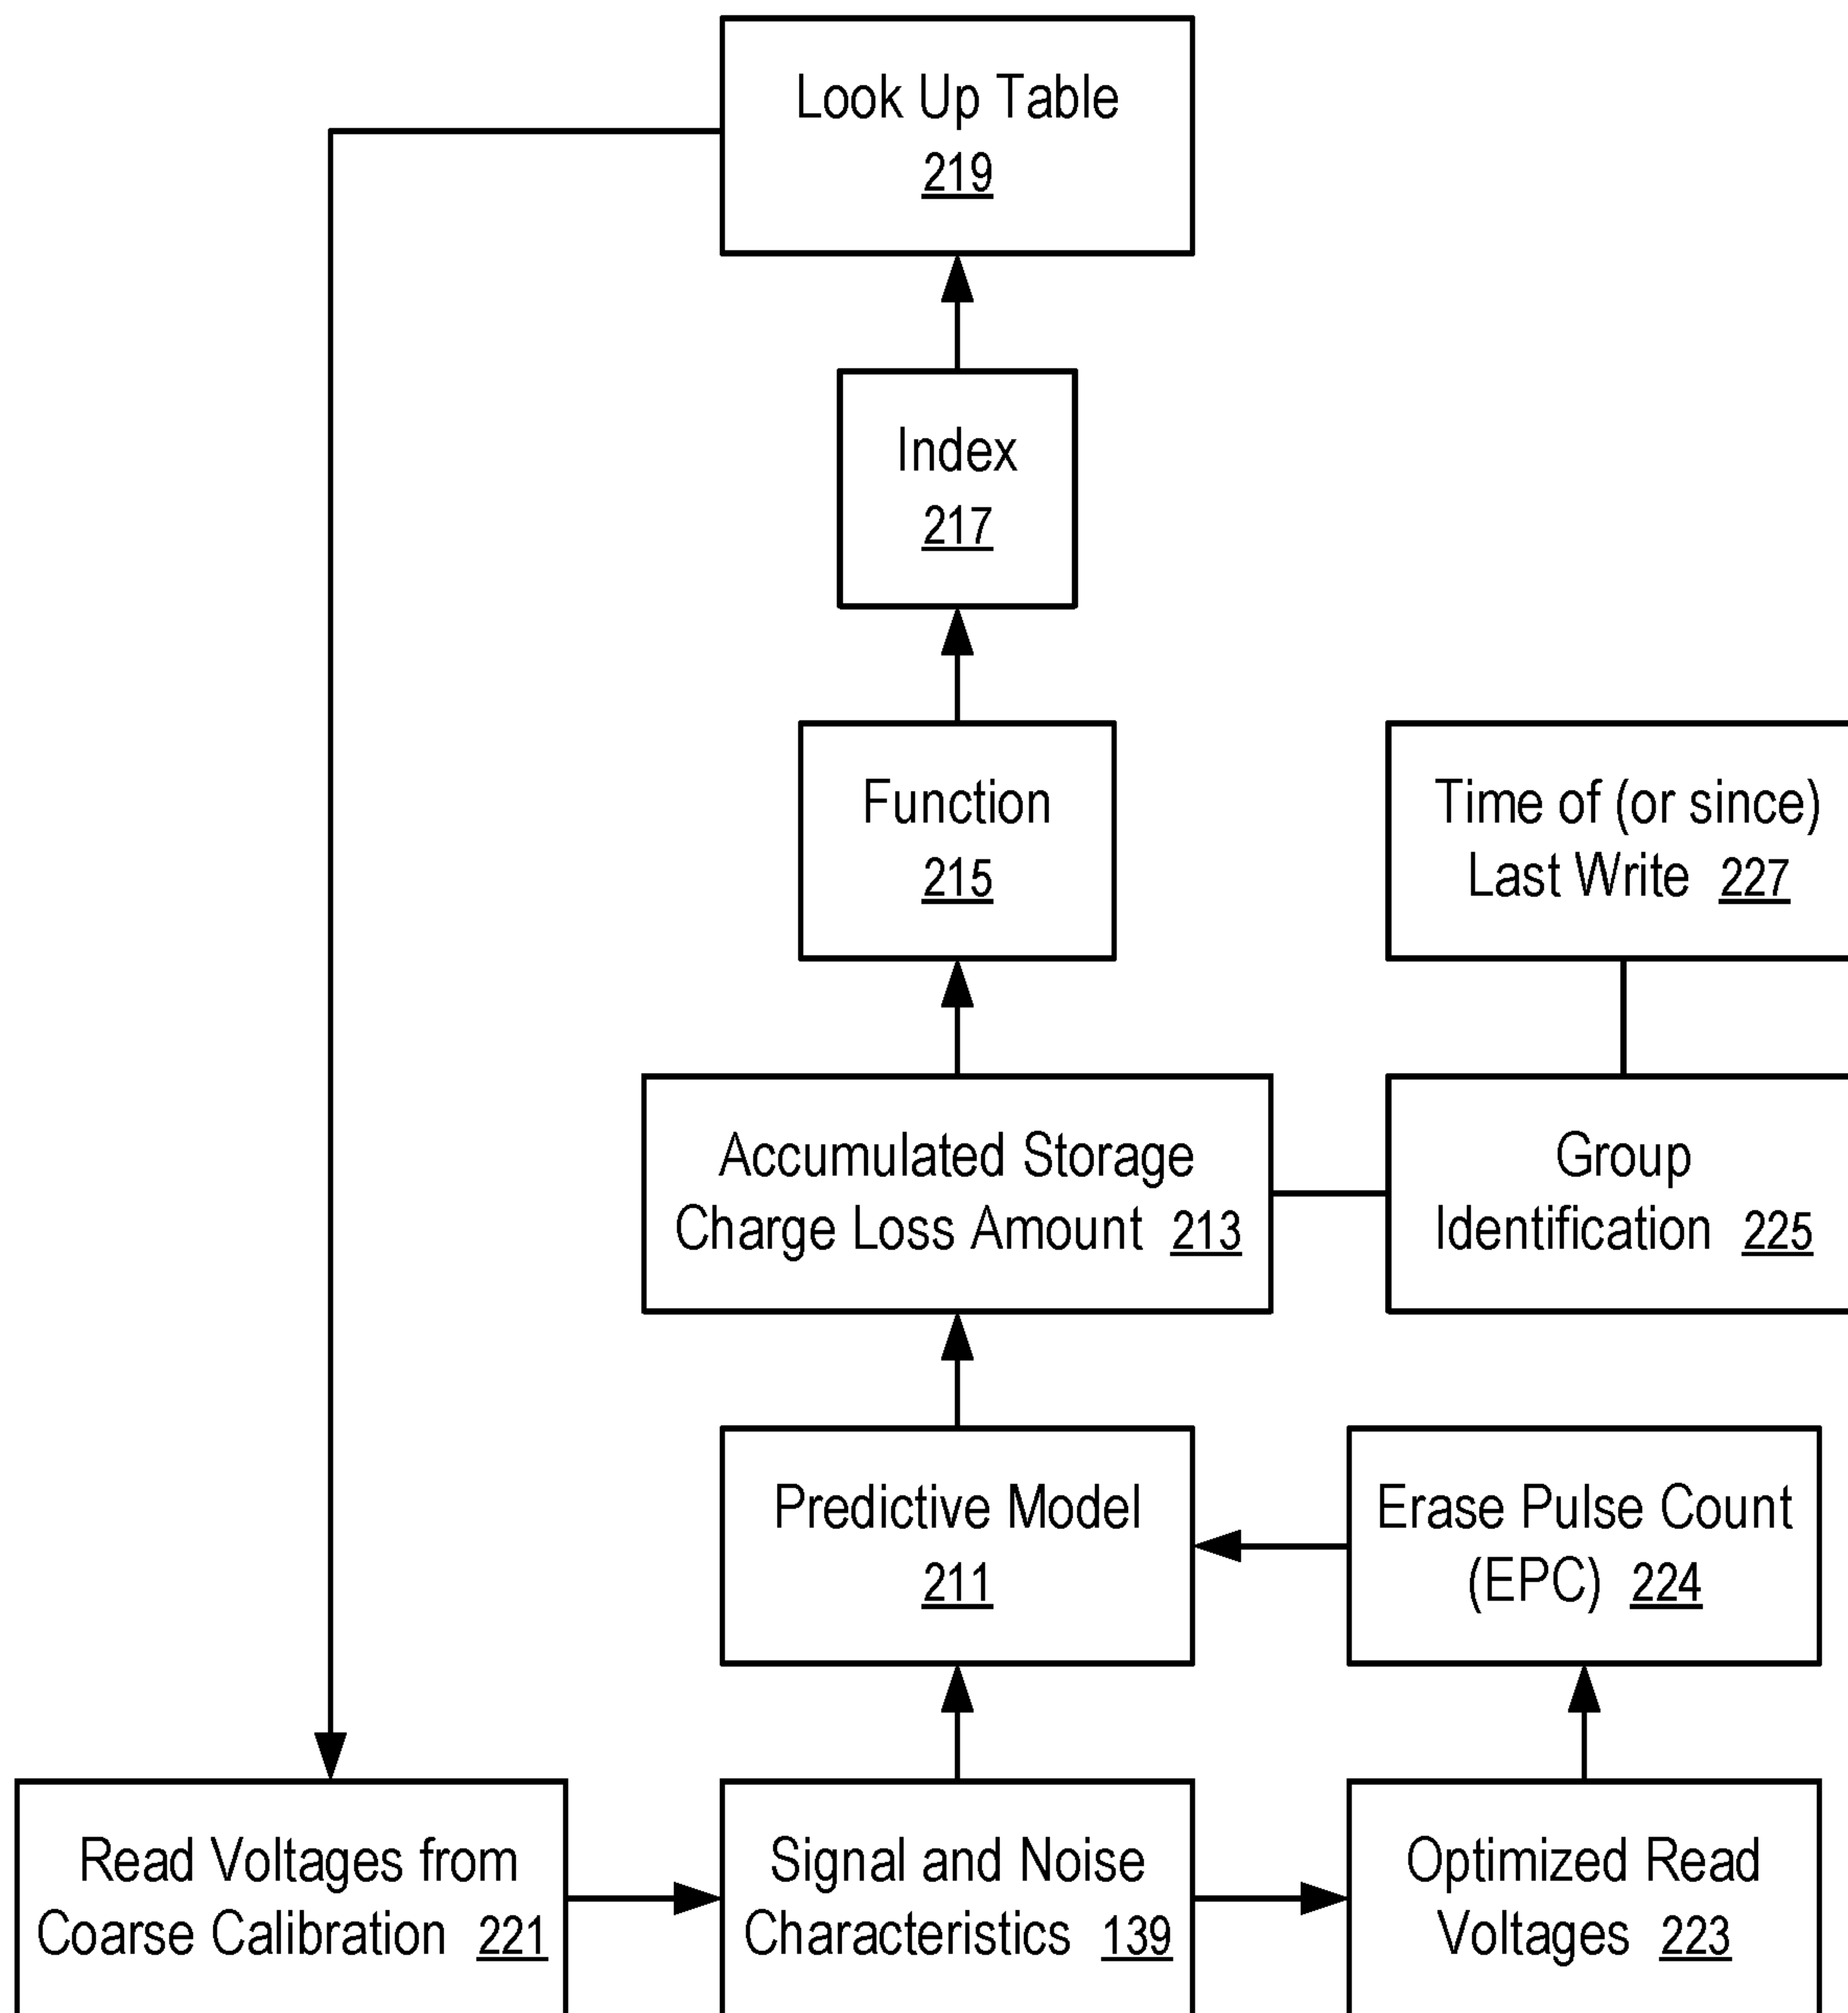 Look Up Table
219
Index
217
Function
215
Time of (or since)
Last Write 227
Accumulated Storage
Charge Loss Amount 213
Group
Identification 225
Predictive Model
211
Erase Pulse Count
(EPC) 224
Read Voltages from
Coarse Calibration 221
Signal and Noise
Characteristics 139
Optimized Read
Voltages 223